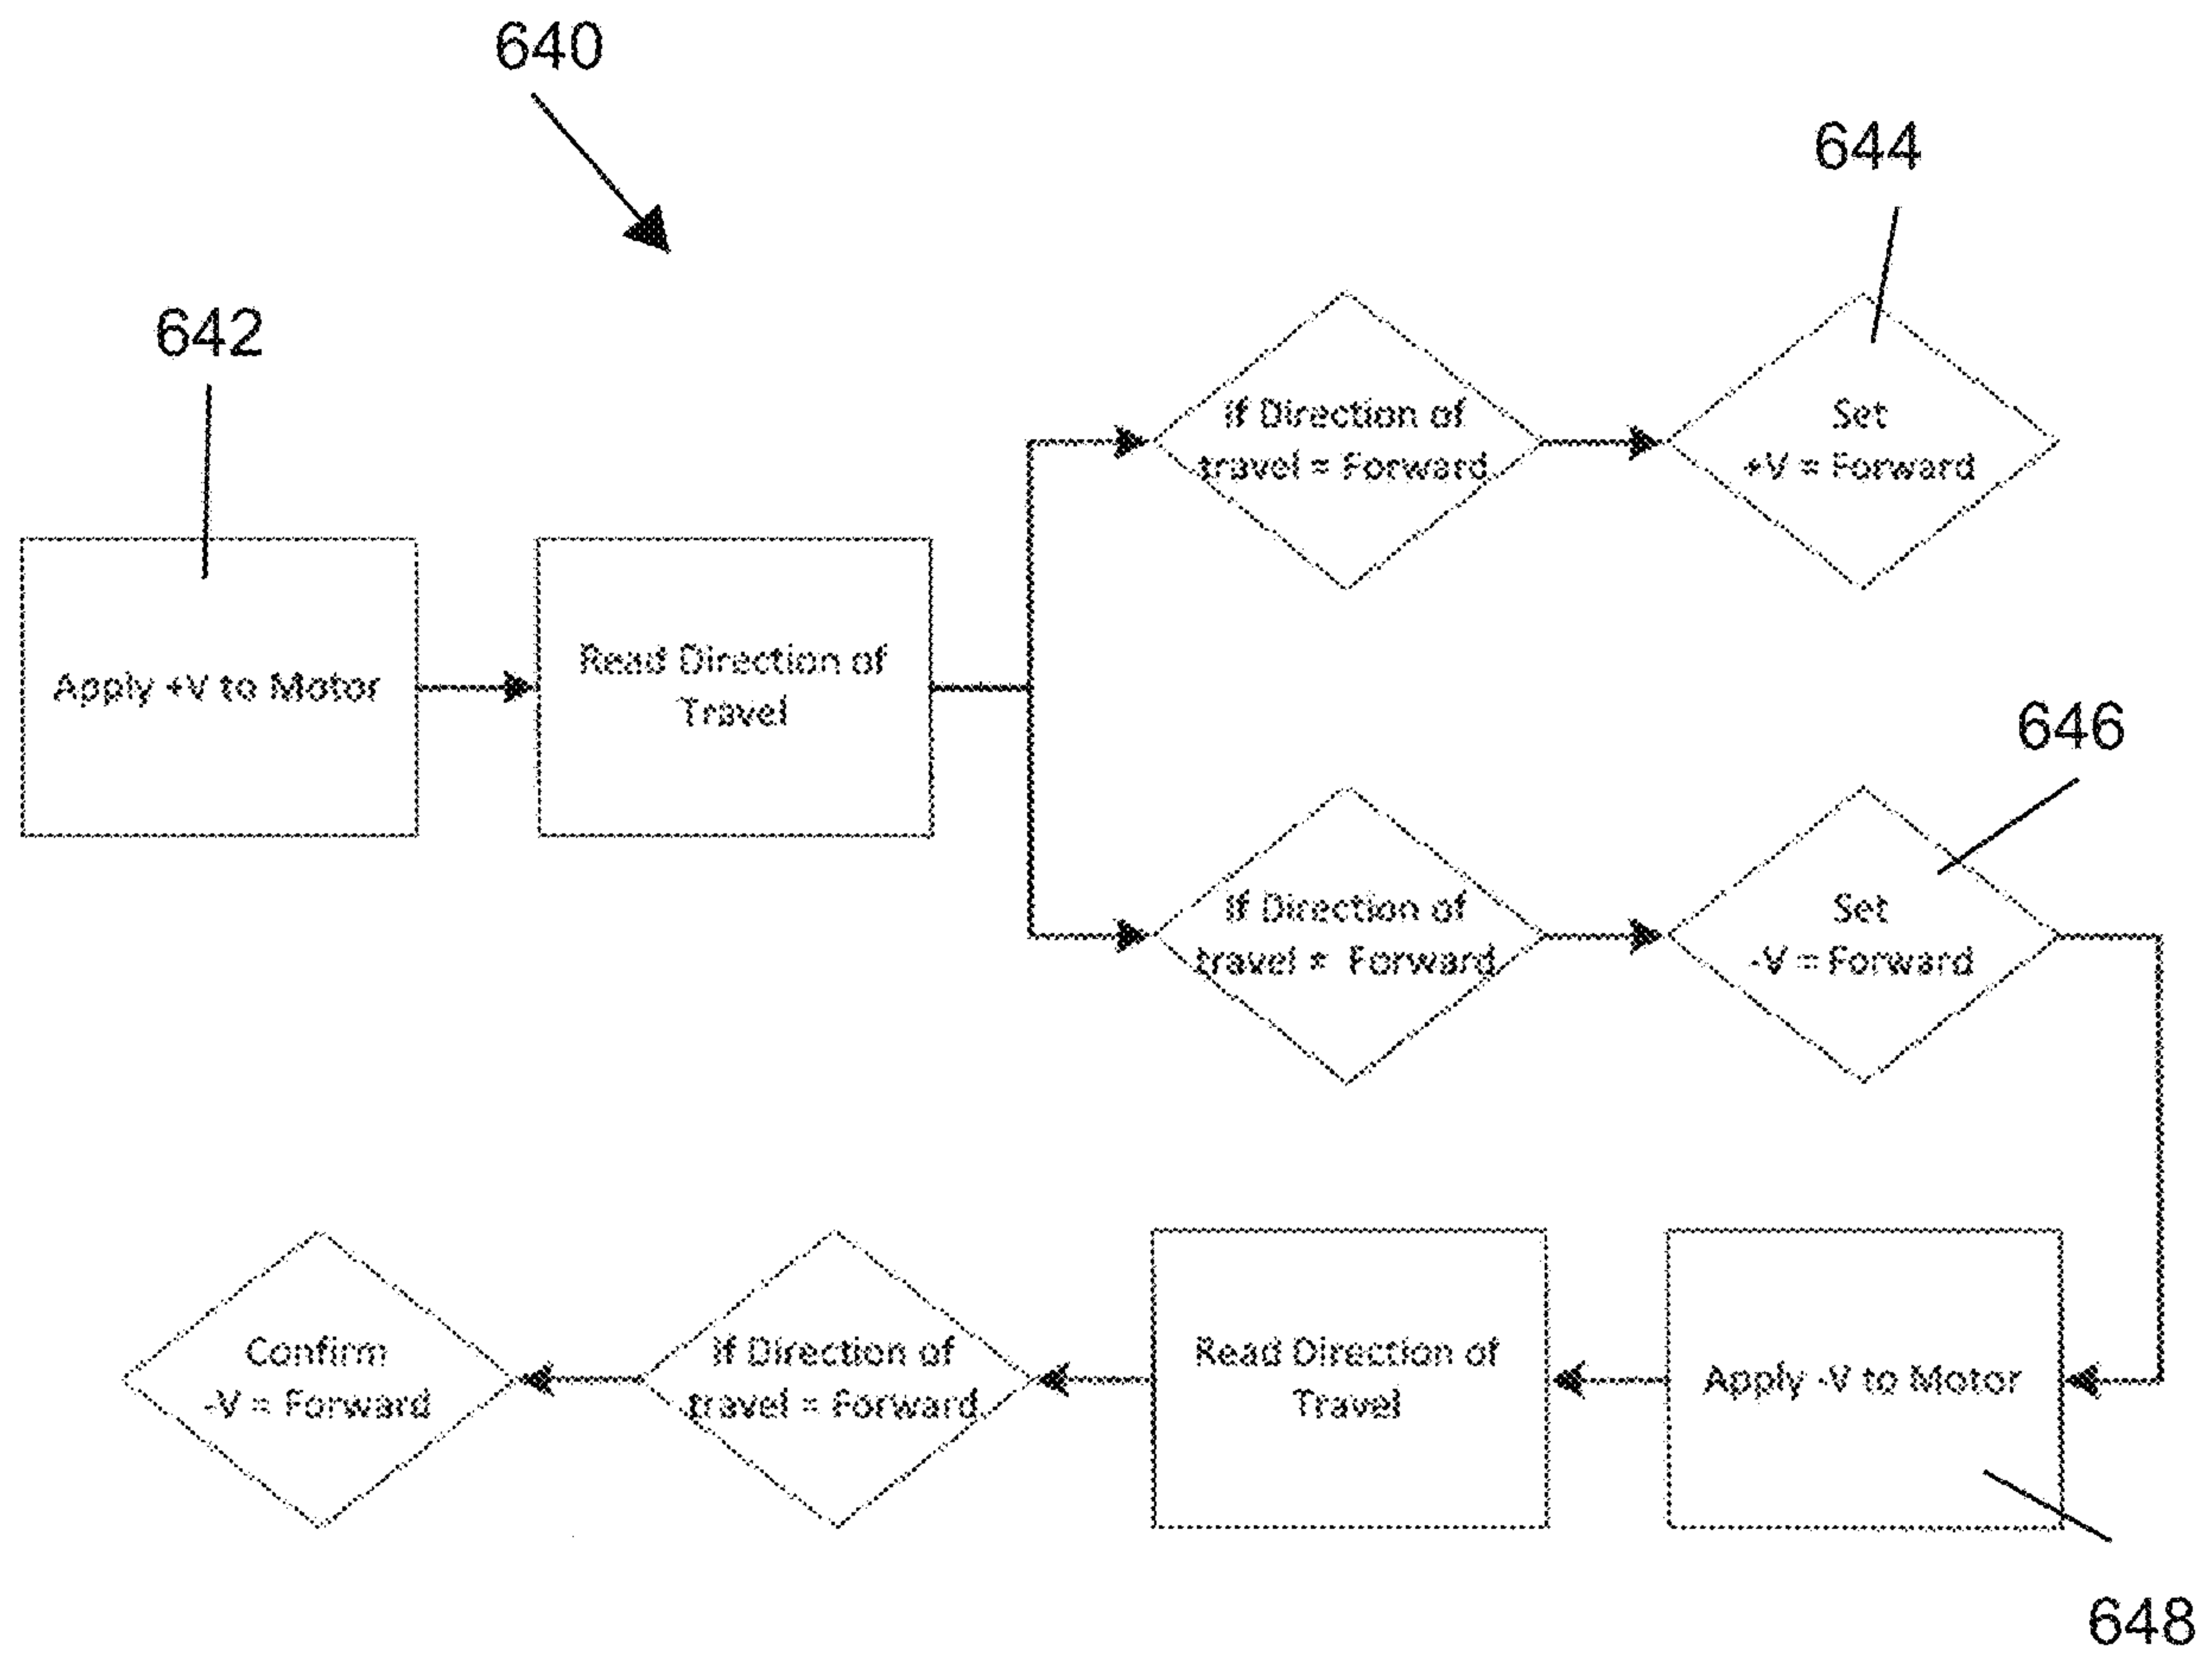 640
644
642
if Direction of
travel = Forward
Set
+V = Forward
Apply +V to Motor
Read Direction of
Travel
646
if Direction of
travel = Forward
Set
-V = Forward
Confirm
-V = Forward
if Direction of
travel = Forward
Read Direction of
Travel
Apply -V to Motor
648